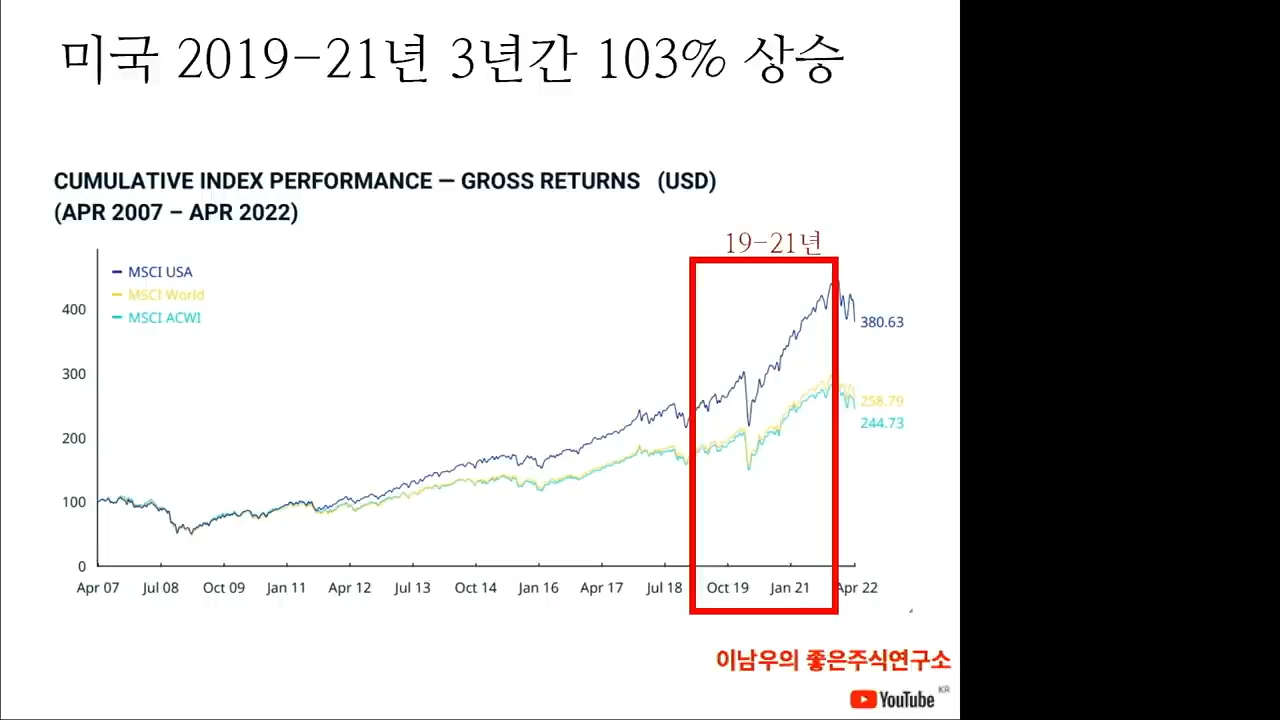 미국 2019-21년 3년간 103% 상승
CUMULATIVE INDEX PERFORMANCE — GROSS RETURNS (USD)
(APR 2007 – APR 2022)
19-21년
MSCI USA
MSCI World
MSCI ACWI
400
300
200
100
0
380.63
258.79
244.73
Apr 07 Jul 08 Oct 09 Jan 11 Apr 12 Jul 13 Oct 14 Jan 16 Apr 17 Jul 18 Oct 19 Jan 21 Apr 22
이남우의 좋은주식연구소
YouTube KR